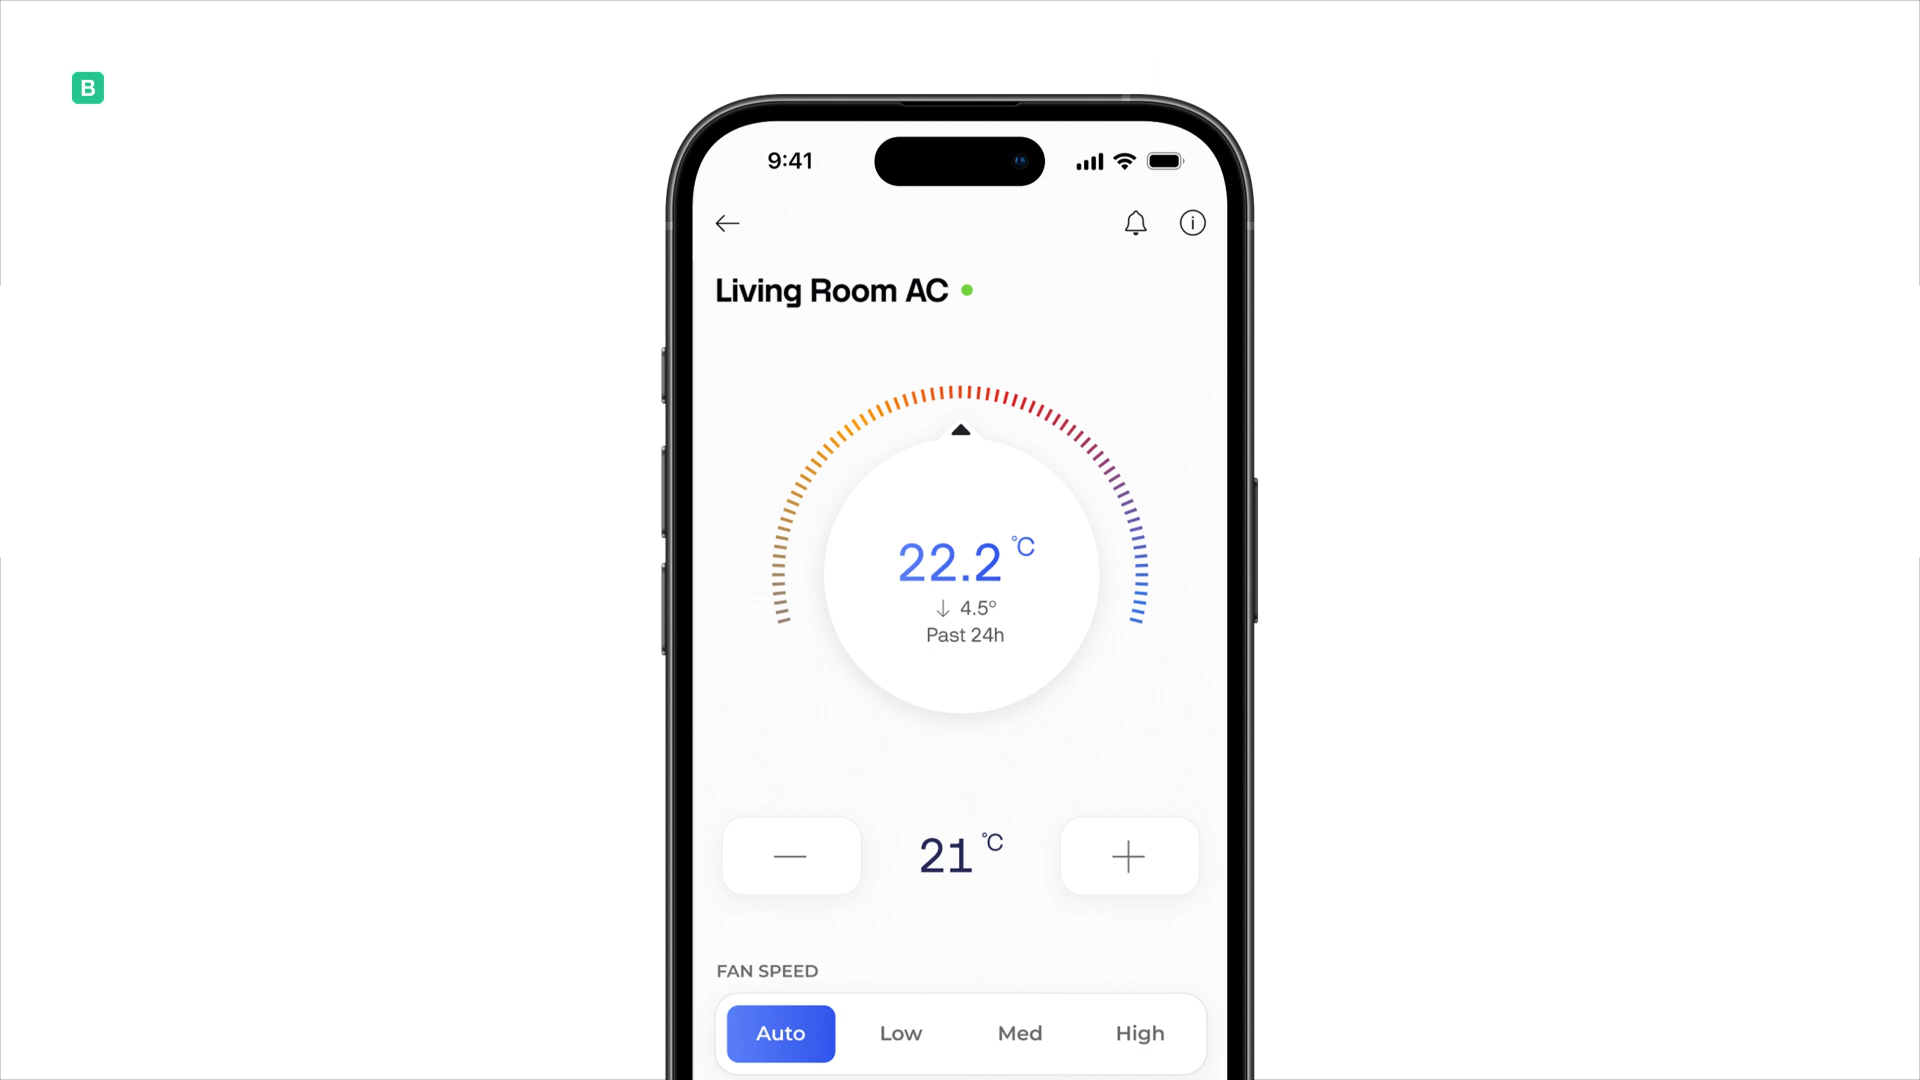 B
9:41
Living Room AC
22.2 °C
↓ 4.5°
Past 24h
— 21 °C +
FAN SPEED
Auto Low Med High